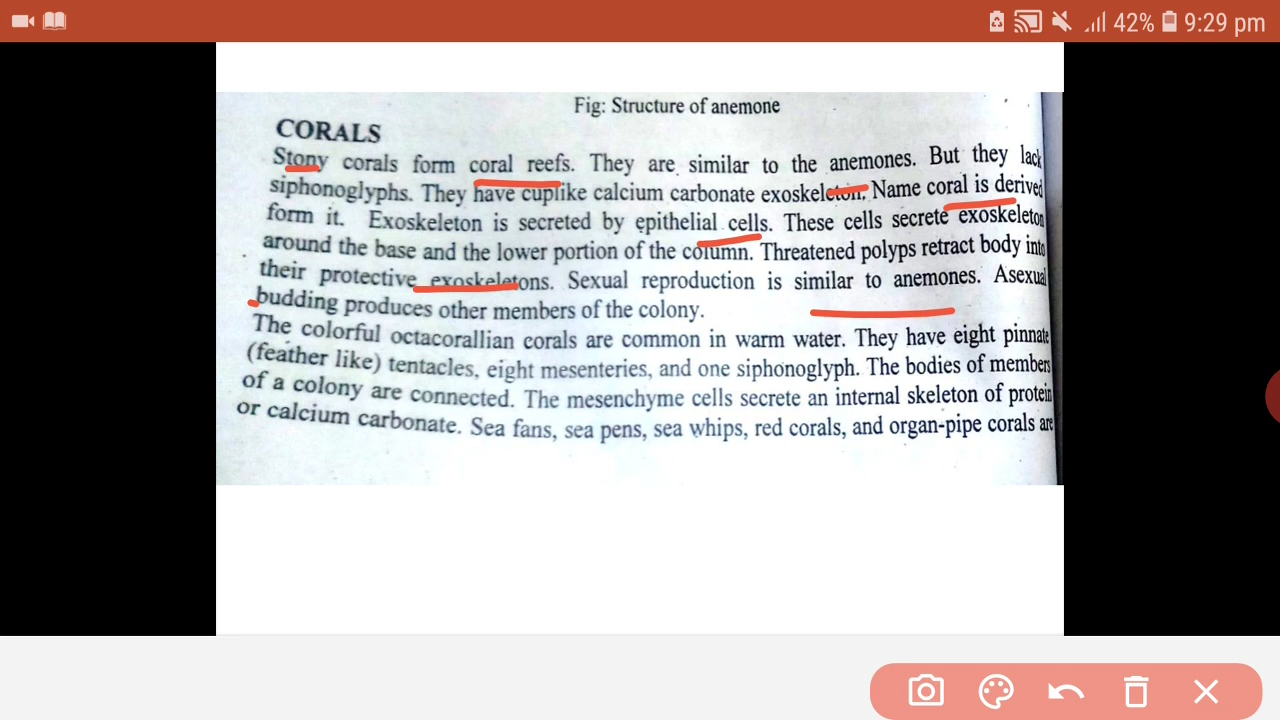 42% 9:29 pm
Fig: Structure of anemone
CORALS
Stony corals form coral reefs. They are similar to the anemones. But they lack
siphonoglyphs. They have cuplike calcium carbonate exoskeleton. Name coral is derived
form it. Exoskeleton is secreted by epithelial cells. These cells secrete exoskeleton
around the base and the lower portion of the column. Threatened polyps retract body into
their protective exoskeletons. Sexual reproduction is similar to anemones. Asexual
budding produces other members of the colony.
The colorful octacorallian corals are common in warm water. They have eight pinnate
(feather like) tentacles, eight mesenteries, and one siphonoglyph. The bodies of members
of a colony are connected. The mesenchyme cells secrete an internal skeleton of protein
or calcium carbonate. Sea fans, sea pens, sea whips, red corals, and organ-pipe corals are